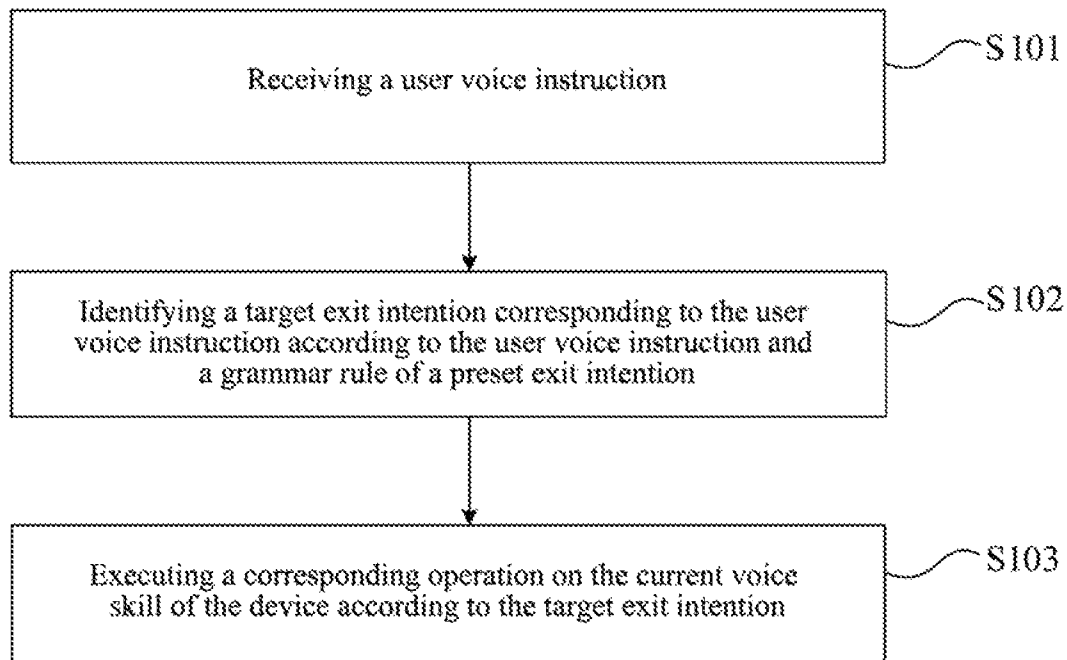 Receiving a user voice instruction
S101
Identifying a target exit intention corresponding to the user
voice instruction according to the user voice instruction and
a grammar rule of a preset exit intention
S102
Executing a corresponding operation on the current voice
skill of the device according to the target exit intention
S103